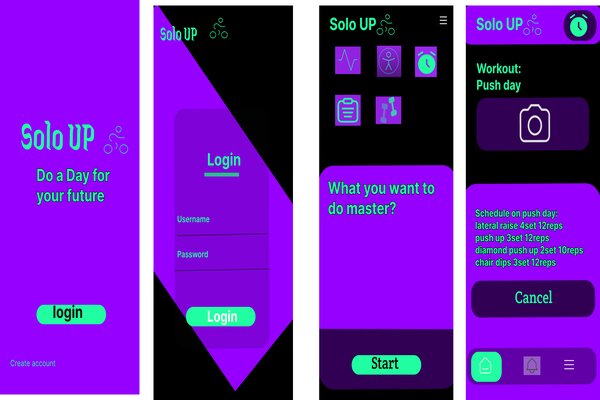 Solo UP
Do a Day for
your future
login
Create account
Solo UP
Login
Username
Password
Login
Solo UP
What you want to
do master?
Start
Solo UP
Workout:
Push day
Schedule on push day:
lateral raise 4set 12reps
push up 3set 12reps
diamond push up 2set 10reps
chair dips 3set 12reps
Cancel